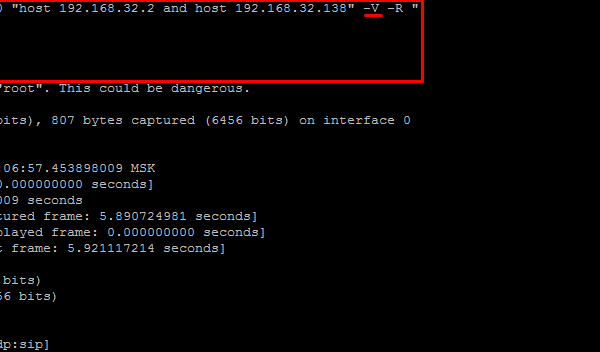 ) "host 192.168.32.2 and host 192.168.32.138" -V -R "
"root". This could be dangerous.
bits), 807 bytes captured (6456 bits) on interface 0
:06:57.453898009 MSK
0.000000000 seconds]
009 seconds
tured frame: 5.890724981 seconds]
played frame: 0.000000000 seconds]
t frame: 5.921117214 seconds]
bits)
56 bits)
dp:sip]